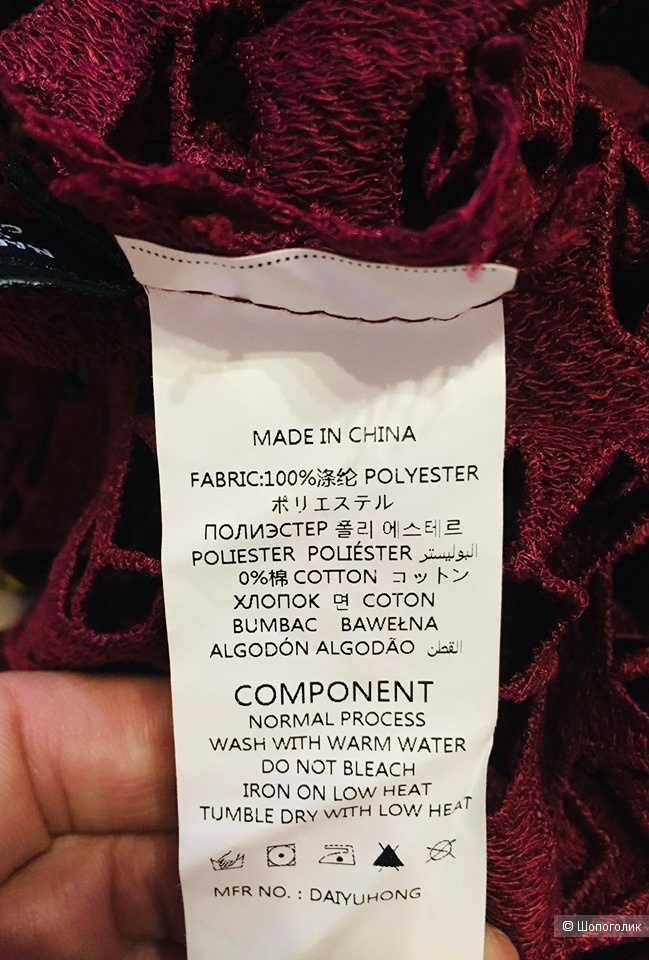 MADE IN CHINA
FABRIC:100%涤纶 POLYESTER
ポリエステル
ПОЛИЭСТЕР 폴리 에스테르
POLIESTER POLIÉSTER البوليستر
0%棉 COTTON コットン
ХЛОПОК 면 COTON
BUMBAC BAWEŁNA
ALGODÓN ALGODÃO القطن
COMPONENT
NORMAL PROCESS
WASH WITH WARM WATER
DO NOT BLEACH
IRON ON LOW HEAT
TUMBLE DRY WITH LOW HEAT
MFR NO. : DAIYUHONG
© Шопоголик